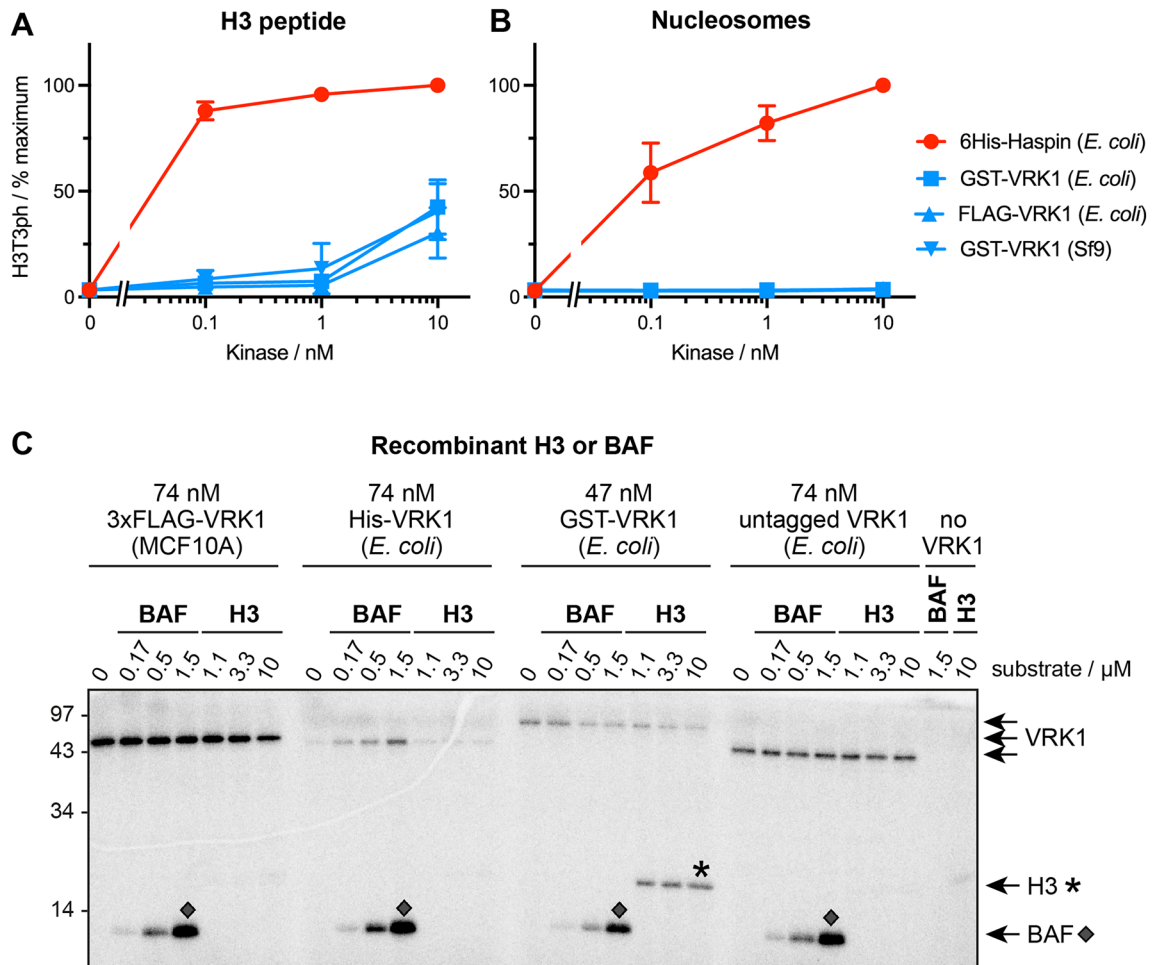 A
H3 peptide
H3T3ph / % maximum
100
50
0
0
0.1
1
10
Kinase / nM
B
Nucleosomes
100
50
0
0
0.1
1
10
Kinase / nM
6His-Haspin (E. coli)
GST-VRK1 (E. coli)
FLAG-VRK1 (E. coli)
GST-VRK1 (Sf9)
C
Recombinant H3 or BAF
74 nM
3xFLAG-VRK1
(MCF10A)
74 nM
His-VRK1
(E. coli)
47 nM
GST-VRK1
(E. coli)
74 nM
untagged VRK1
(E. coli)
no
VRK1
BAF H3
BAF H3
BAF H3
BAF H3
BAF
H3
0 0.17 0.5 1.5 1.1 3.3 10
0 0.17 0.5 1.5 1.1 3.3 10
0 0.17 0.5 1.5 1.1 3.3 10
0 0.17 0.5 1.5 1.1 3.3 10
1.5 10
substrate / µM
97
43
34
14
VRK1
*
H3 *
BAF ◆